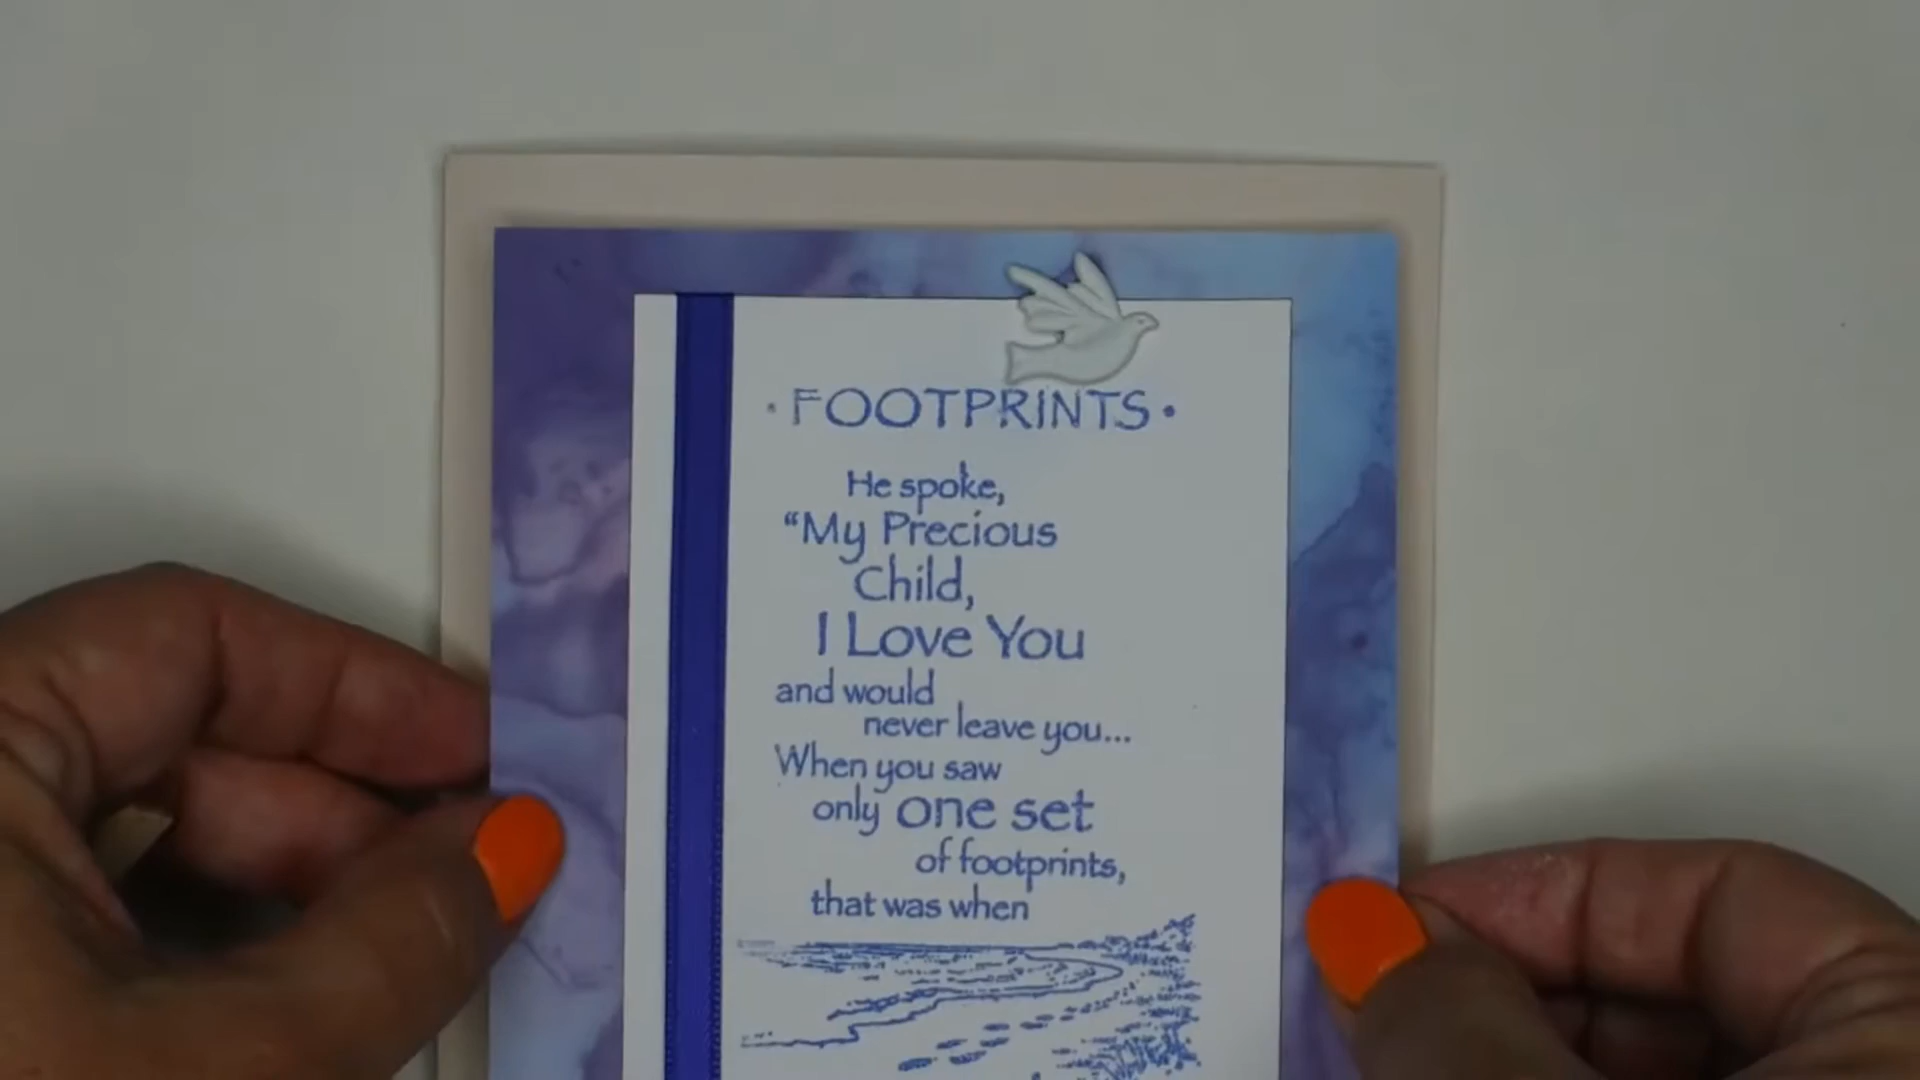 • FOOTPRINTS •
He spoke,
“My Precious
Child,
I Love You
and would
never leave you...
When you saw
only one set
of footprints,
that was when